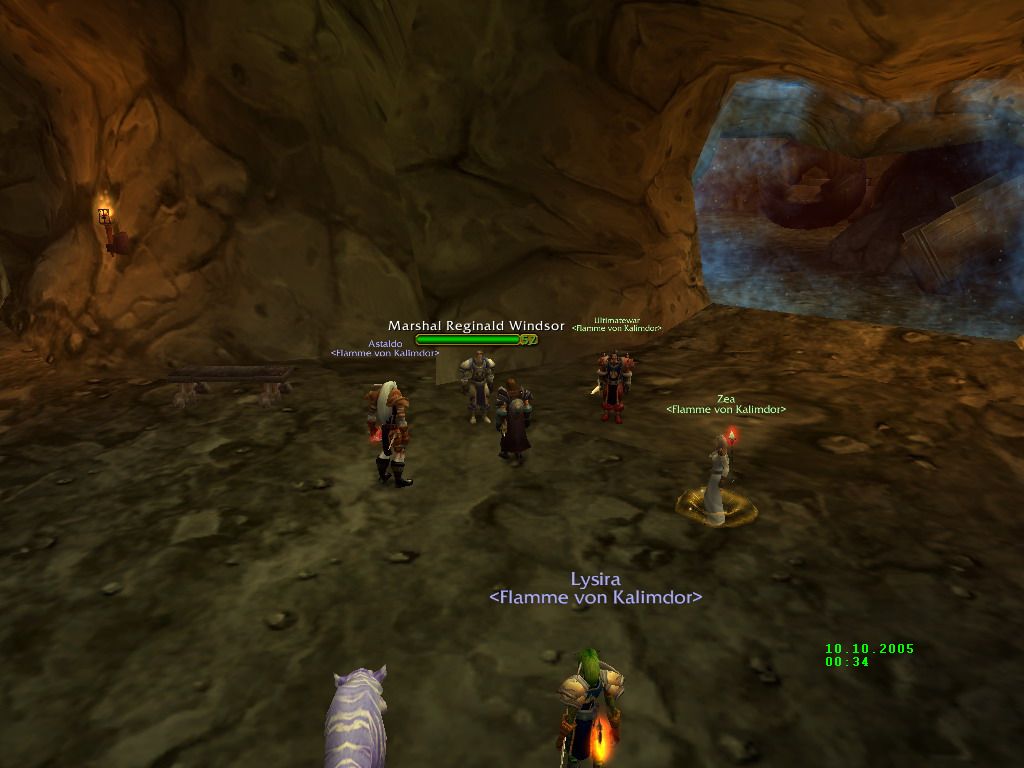 Marshal Reginald Windsor
52
Ultimatewar
<Flamme von Kalimdor>
Astaldo
<Flamme von Kalimdor>
Zea
<Flamme von Kalimdor>
Lysira
<Flamme von Kalimdor>
10.10.2005
00:34